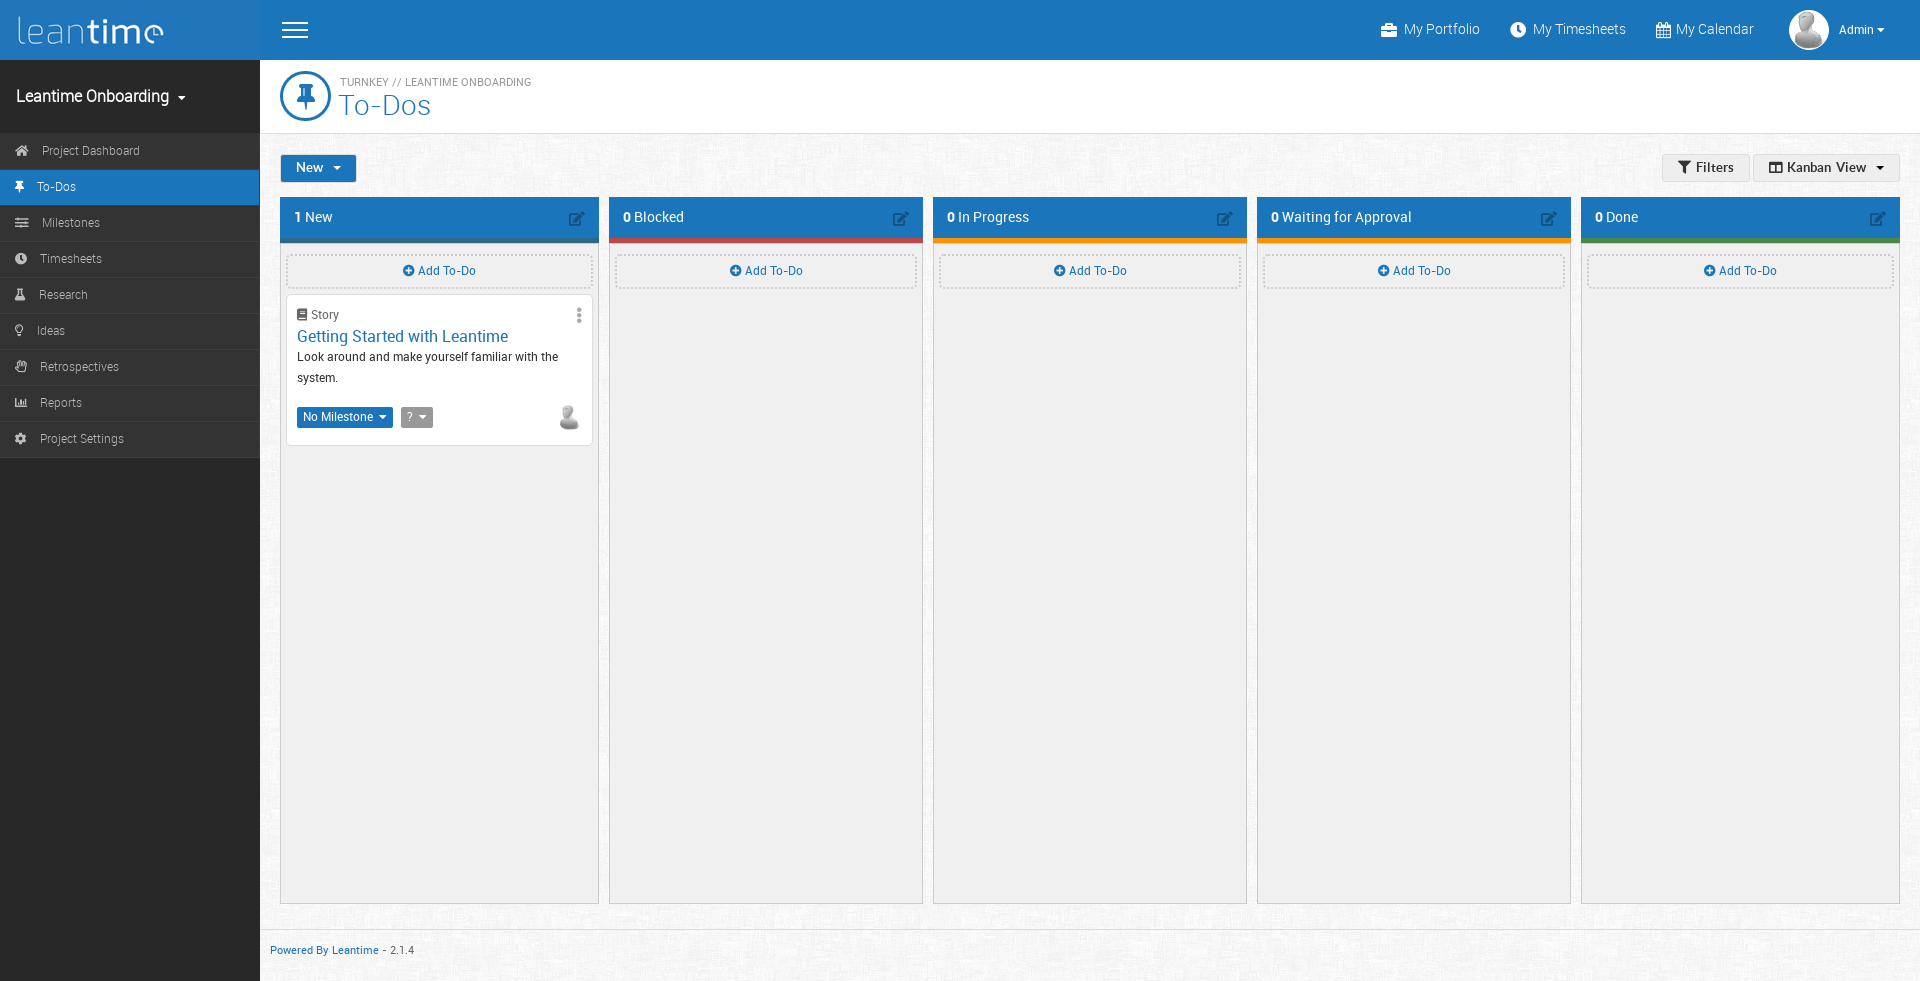 leantime
My Portfolio
My Timesheets
My Calendar
Admin
Leantime Onboarding
Project Dashboard
To-Dos
Milestones
Timesheets
Research
Ideas
Retrospectives
Reports
Project Settings
TURNKEY // LEANTIME ONBOARDING
To-Dos
New
Filters
Kanban View
1 New
0 Blocked
0 In Progress
0 Waiting for Approval
0 Done
Add To-Do
Add To-Do
Add To-Do
Add To-Do
Add To-Do
Story
Getting Started with Leantime
Look around and make yourself familiar with the
system.
No Milestone
?
Powered By Leantime - 2.1.4